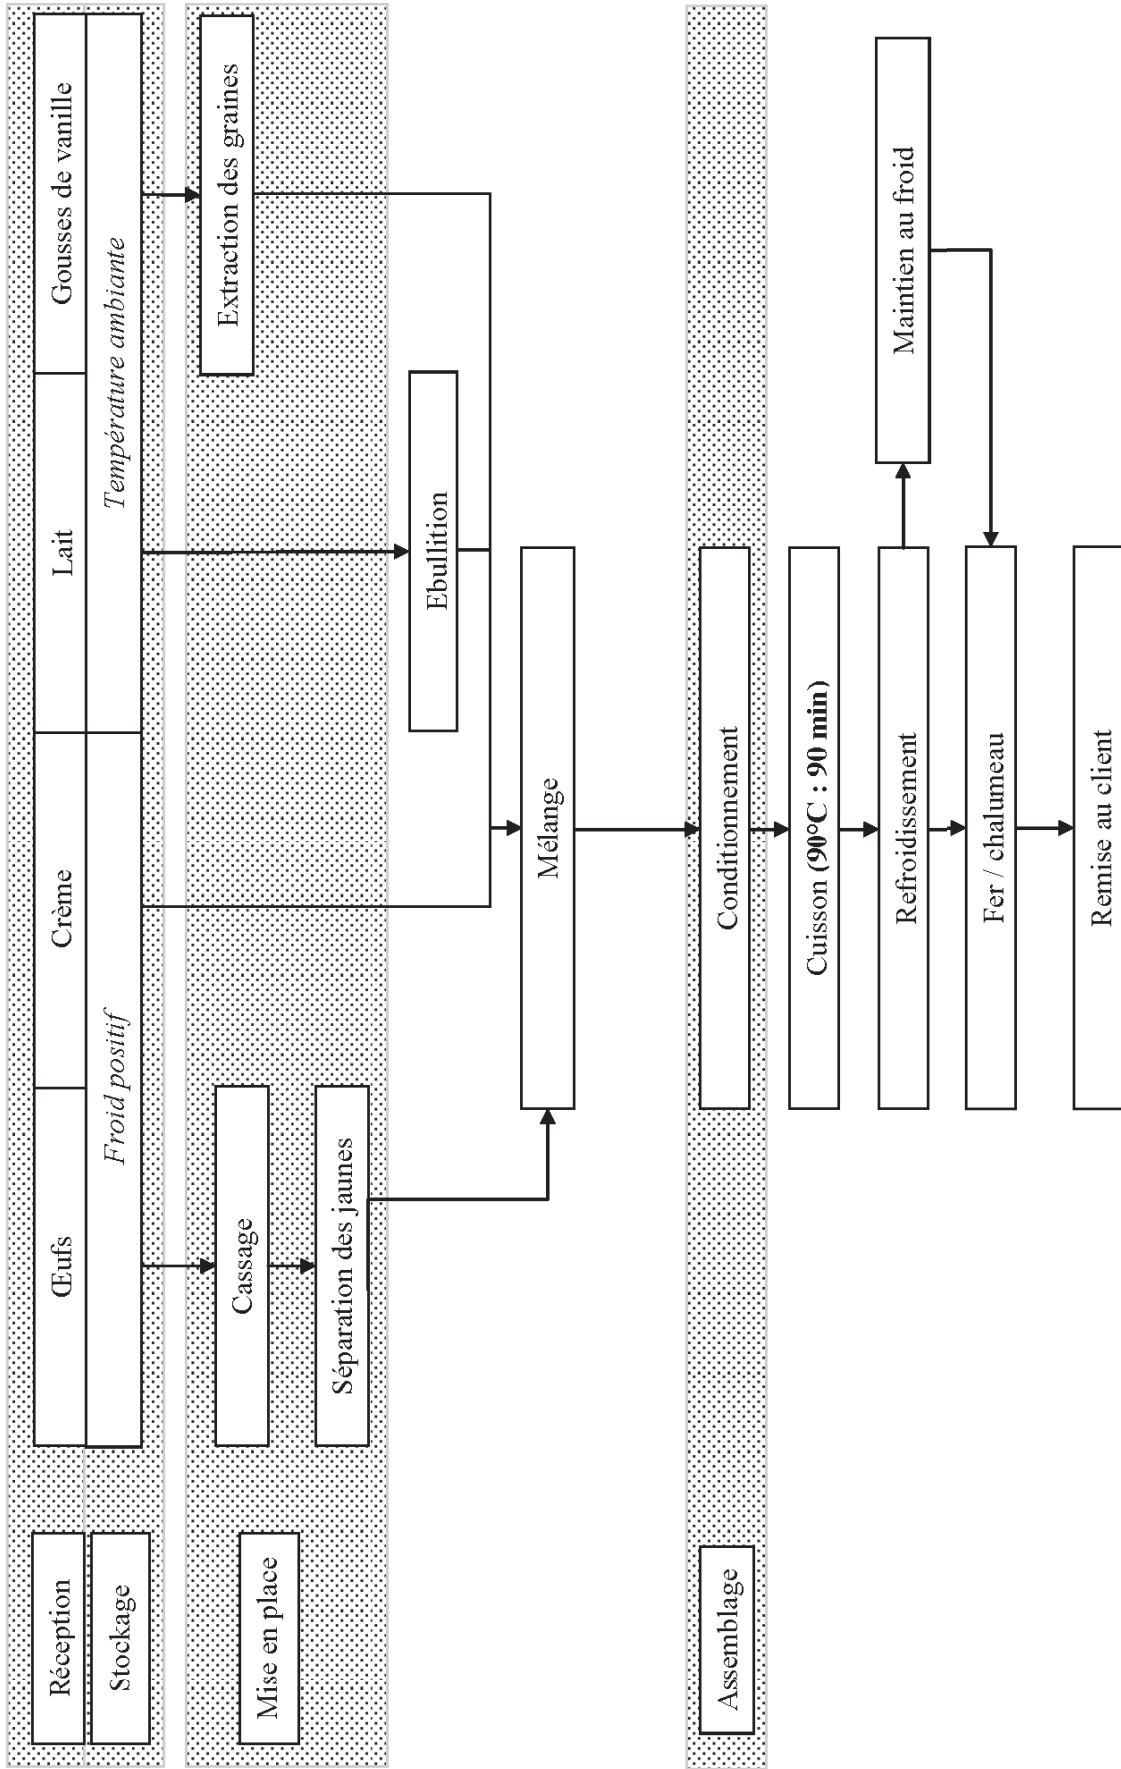 Réception
Œufs
Crème
Lait
Gousses de vanille
Stockage
Froid positif
Température ambiante
Mise en place
Cassage
Extraction des graines
Séparation des jaunes
Ebullition
Mélange
Assemblage
Conditionnement
Cuisson (90°C : 90 min)
Refroidissement
Maintien au froid
Fer / chalumeau
Remise au client